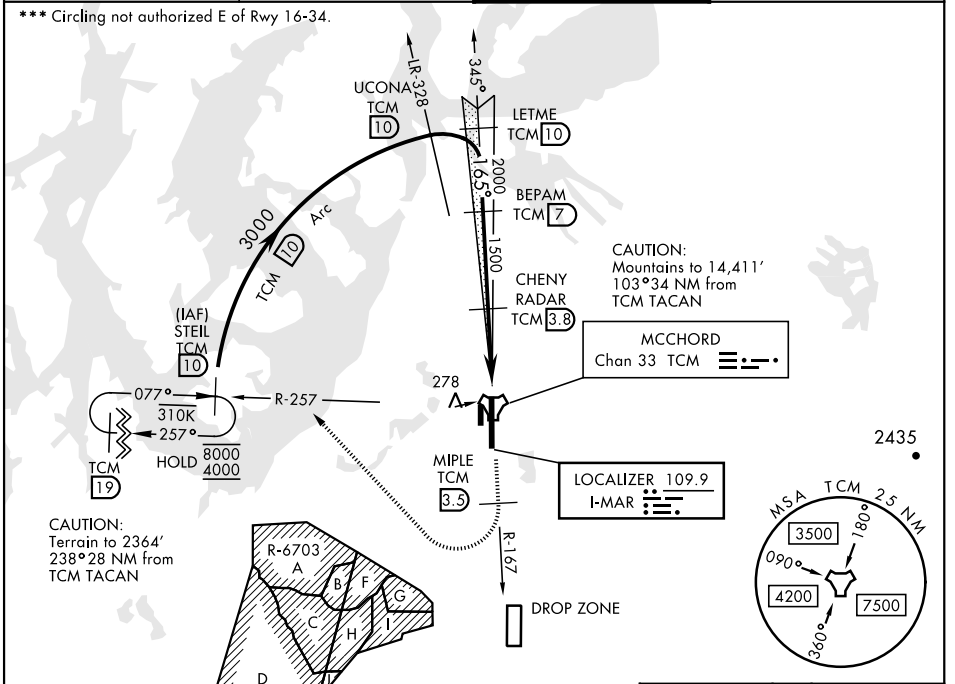 *** Circling not authorized E of Rwy 16-34.
UCONA
TCM
10
LR-328
345°
LETME
TCM 10
2000
165°
BEPAM
TCM 7
1500
3000
Arc
TCM 10
CHENY
RADAR
TCM 3.8
CAUTION:
Mountains to 14,411'
103°34 NM from
TCM TACAN
(IAF)
STEIL
TCM
10
MCCHORD
Chan 33 TCM
278
077°
310K
257°
R-257
HOLD 8000
4000
TCM
19
MIPLE
TCM
3.5
LOCALIZER 109.9
I-MAR
2435
CAUTION:
Terrain to 2364'
238°28 NM from
TCM TACAN
R-167
MSA TCM 25 NM
3500
180°
090°
4200
7500
360°
R-6703
A
B
F
G
C
H
I
D
DROP ZONE